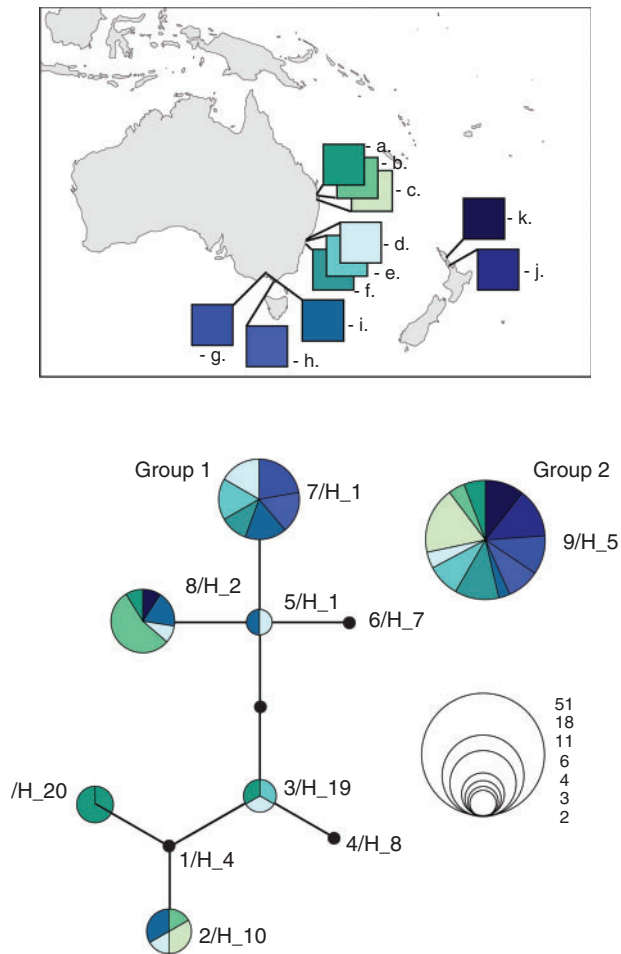 - a.
- b.
- c.
- d.
- e.
- f.
- g.
- h.
- i.
- k.
- j.
Group 1
Group 2
7/H_1
9/H_5
8/H_2
5/H_1
6/H_7
51
18
11
6
4
3
2
/H_20
3/H_19
4/H_8
1/H_4
2/H_10